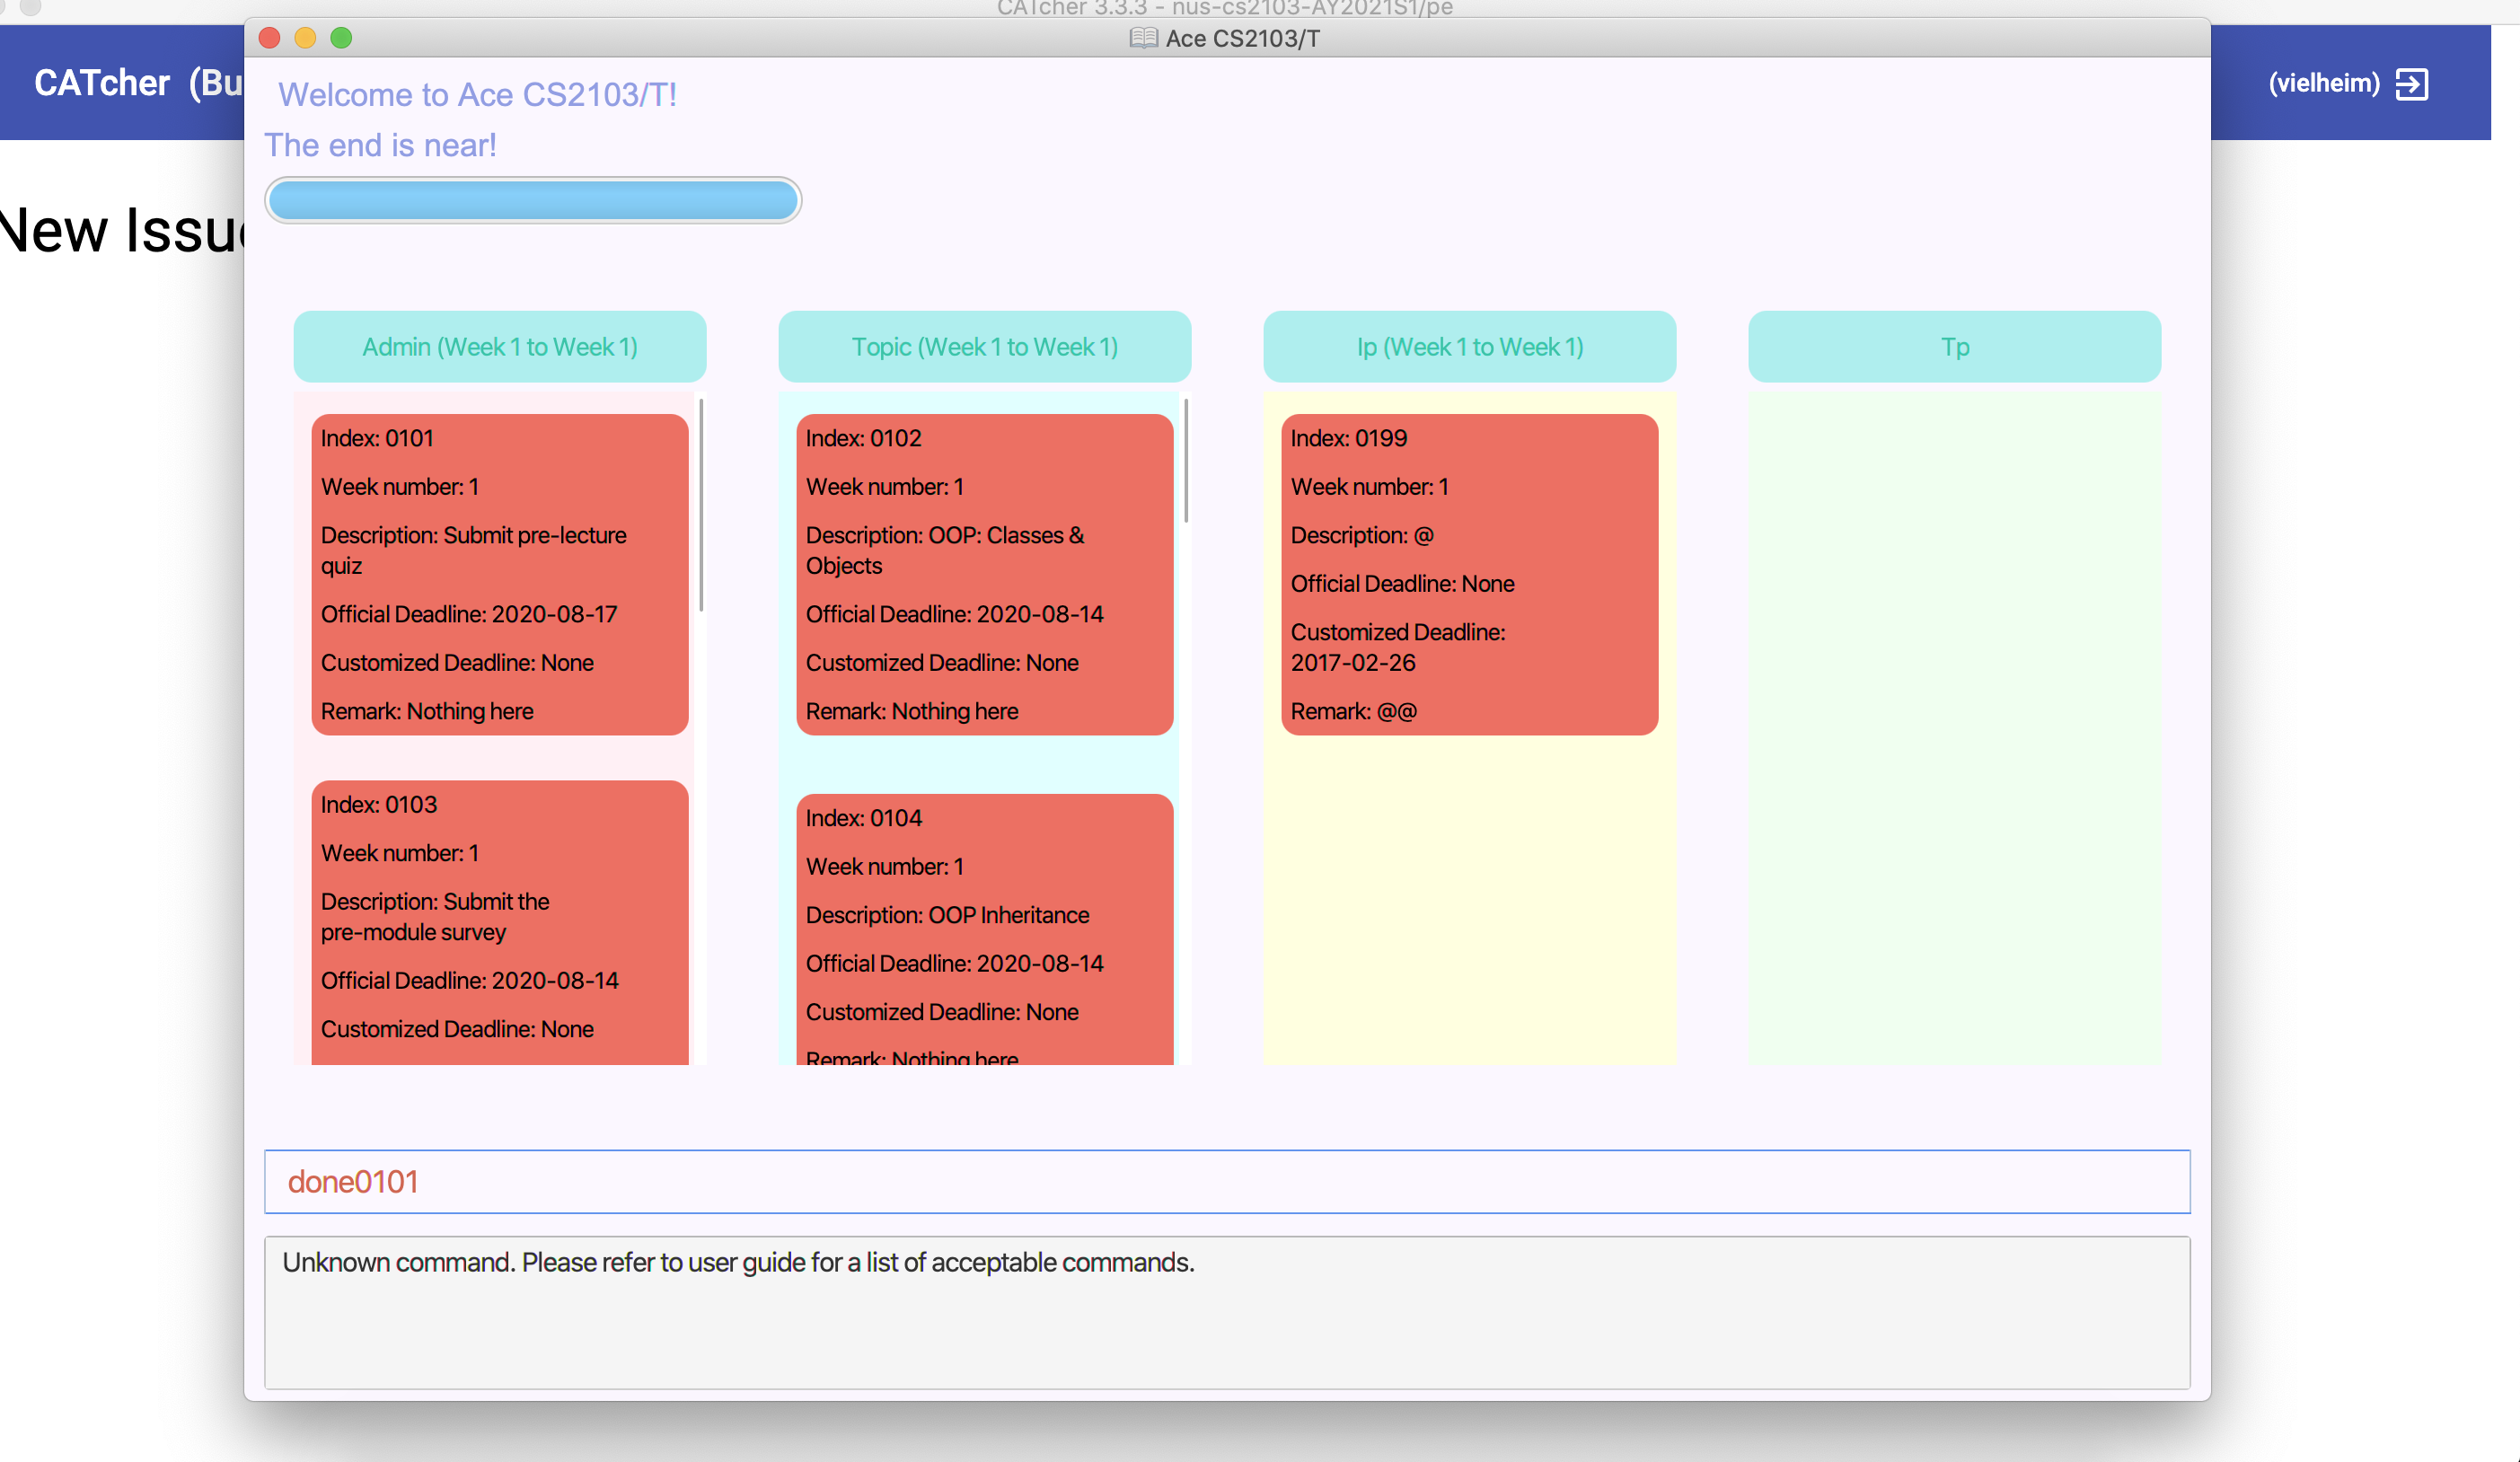 CATcher 3.3.3 - nus-cs2103-AY2021S1/pe
Ace CS2103/T
CATcher (Bu
(vielheim)
New Issu
Welcome to Ace CS2103/T!
The end is near!
Admin (Week 1 to Week 1)
Index: 0101
Week number: 1
Description: Submit pre-lecture
quiz
Official Deadline: 2020-08-17
Customized Deadline: None
Remark: Nothing here
Index: 0103
Week number: 1
Description: Submit the
pre-module survey
Official Deadline: 2020-08-14
Customized Deadline: None
Topic (Week 1 to Week 1)
Index: 0102
Week number: 1
Description: OOP: Classes &
Objects
Official Deadline: 2020-08-14
Customized Deadline: None
Remark: Nothing here
Index: 0104
Week number: 1
Description: OOP Inheritance
Official Deadline: 2020-08-14
Customized Deadline: None
Remark: Nothing here
Ip (Week 1 to Week 1)
Index: 0199
Week number: 1
Description: @
Official Deadline: None
Customized Deadline:
2017-02-26
Remark: @@
Tp
done0101
Unknown command. Please refer to user guide for a list of acceptable commands.